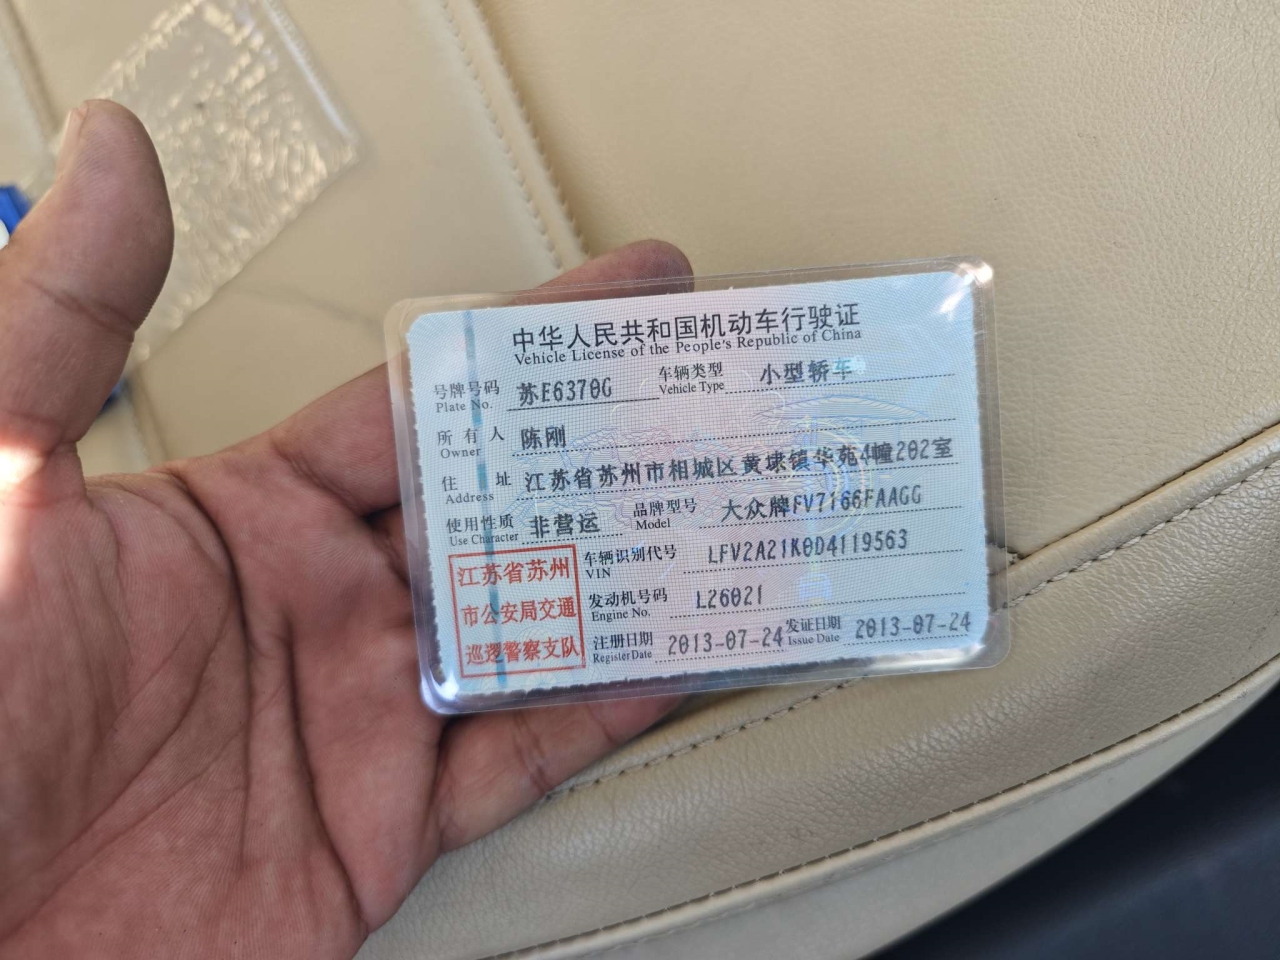 中华人民共和国机动车行驶证
Vehicle License of the People's Republic of China
号牌号码 苏E6370G 车辆类型 小型轿车
Plate No. Vehicle Type
所有人 陈刚
Owner
住址 江苏省苏州市相城区黄埭镇华苑4幢202室
Address
使用性质 非营运 品牌型号 大众牌FV7166FAAGG
Use Character Model
江苏省苏州
市公安局交通
巡逻警察支队
车辆识别代号 LFV2A21K0D4119563
VIN
发动机号码 L26021
Engine No.
注册日期 2013-07-24 发证日期 2013-07-24
Register Date Issue Date